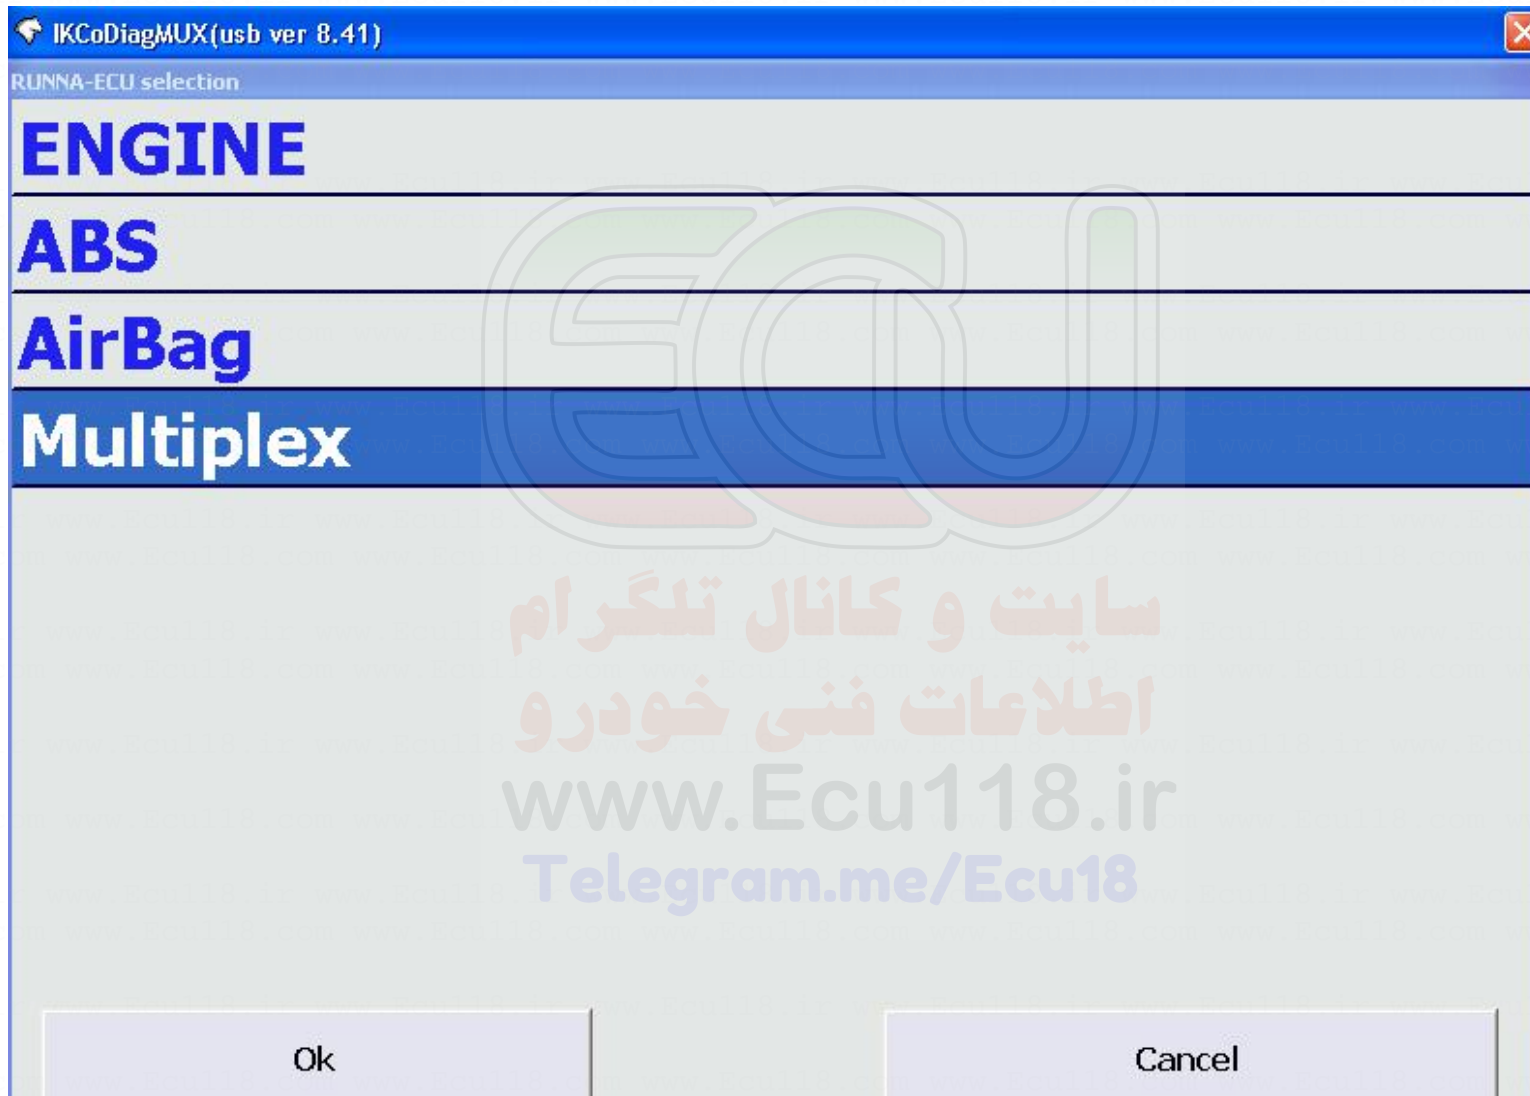 IKCoDiagMUX(usb ver 8.41)
RUNNA-ECU selection
ENGINE
ABS
AirBag
Multiplex
ECU
سایت و کانال تلگرام
اطلاعات فنی خودرو
www.Ecu118.ir
Telegram.me/Ecu18
Ok
Cancel